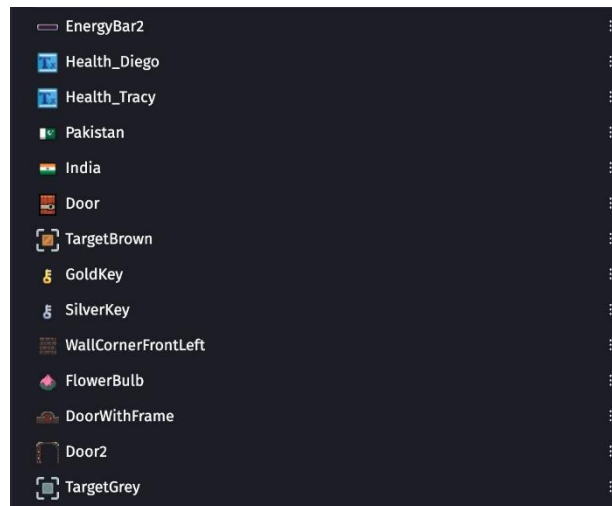 EnergyBar2
Health_Diego
Health_Tracy
Pakistan
India
Door
TargetBrown
GoldKey
SilverKey
WallCornerFrontLeft
FlowerBulb
DoorWithFrame
Door2
TargetGrey